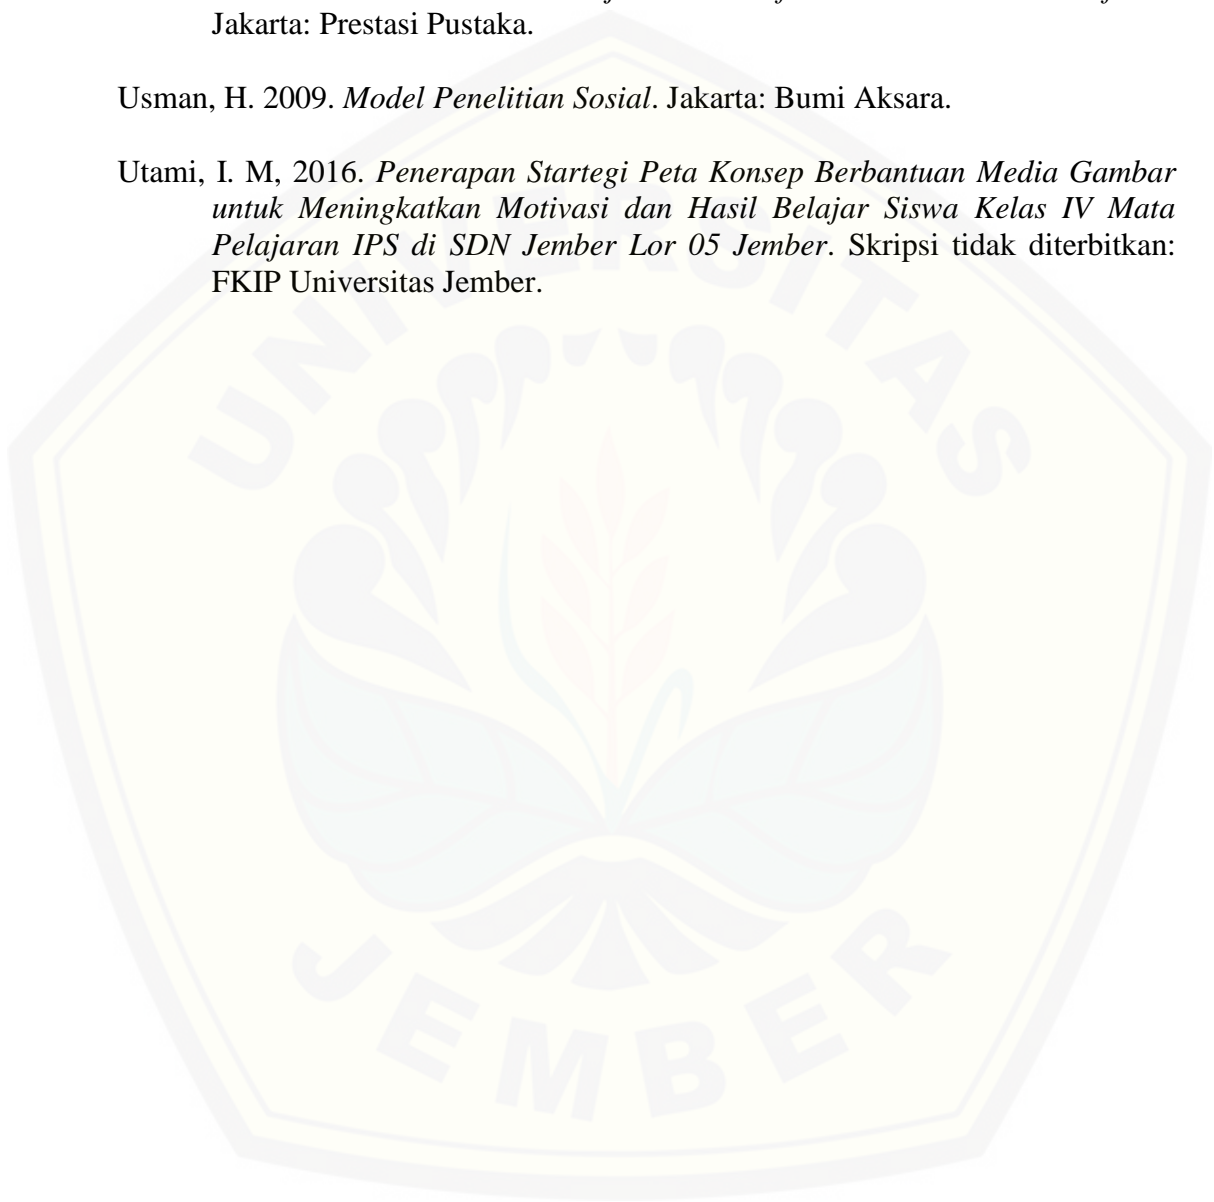 Jakarta: Prestasi Pustaka.
Usman, H. 2009. Model Penelitian Sosial. Jakarta: Bumi Aksara.
Utami, I. M, 2016. Penerapan Startegi Peta Konsep Berbantuan Media Gambar
untuk Meningkatkan Motivasi dan Hasil Belajar Siswa Kelas IV Mata
Pelajaran IPS di SDN Jember Lor 05 Jember. Skripsi tidak diterbitkan:
FKIP Universitas Jember.
UNIVERSITAS
JEMBER